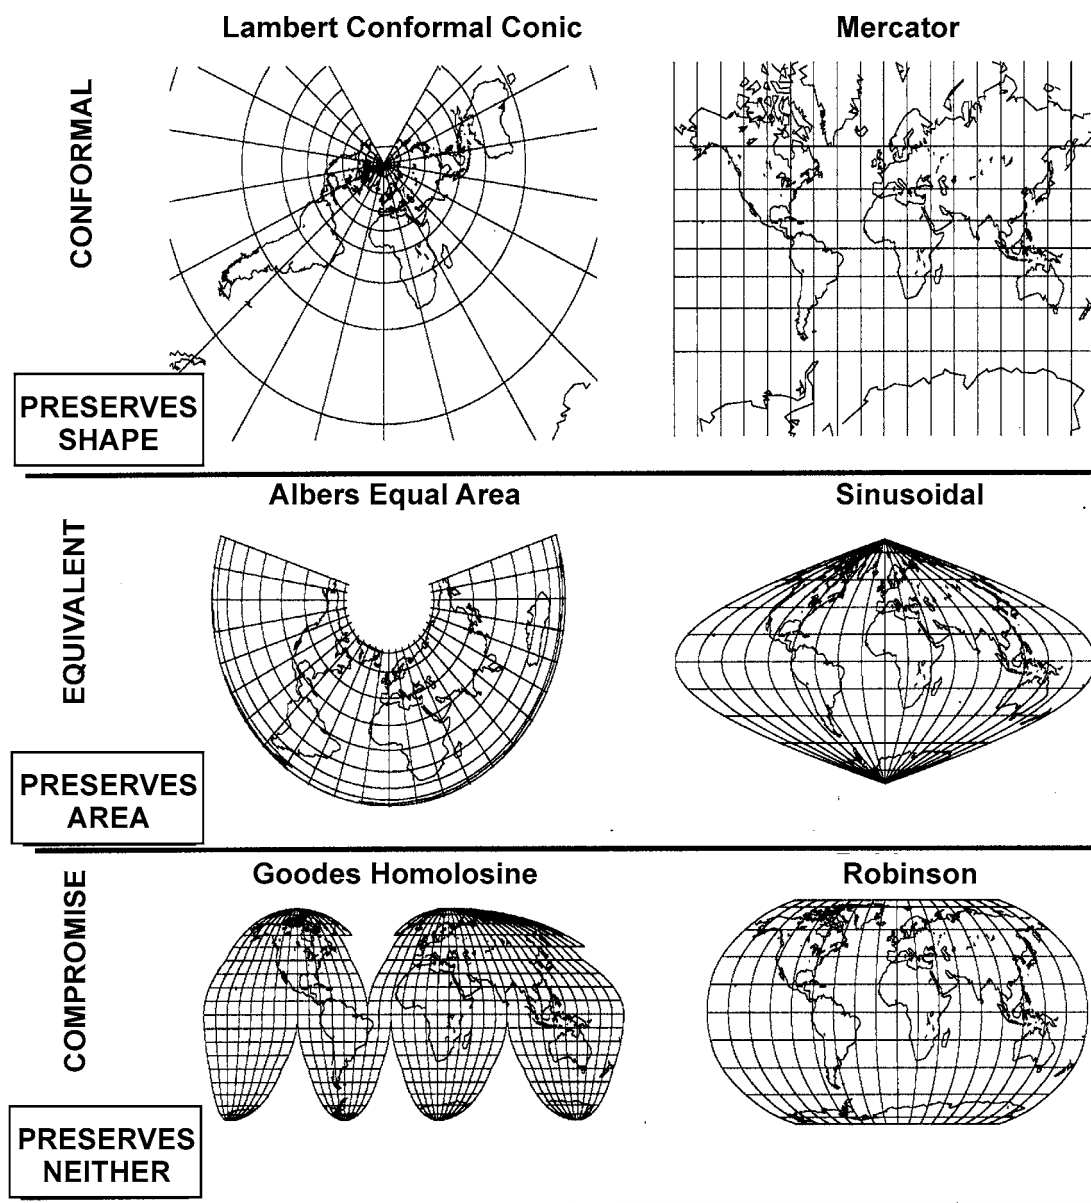 Lambert Conformal Conic
Mercator
CONFORMAL
PRESERVES
SHAPE
Albers Equal Area
Sinusoidal
EQUIVALENT
PRESERVES
AREA
Goodes Homolosine
Robinson
COMPROMISE
PRESERVES
NEITHER